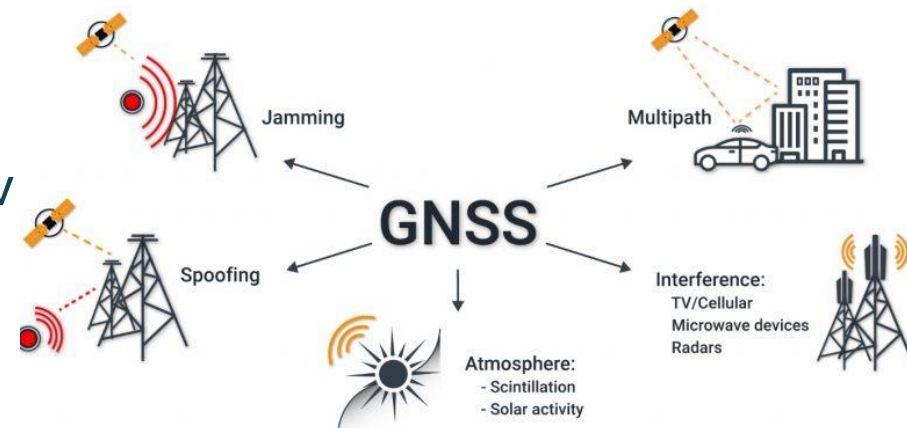 Jamming
Multipath
GNSS
Spoofing
Interference:
TV/Cellular
Microwave devices
Radars
Atmosphere:
- Scintillation
- Solar activity